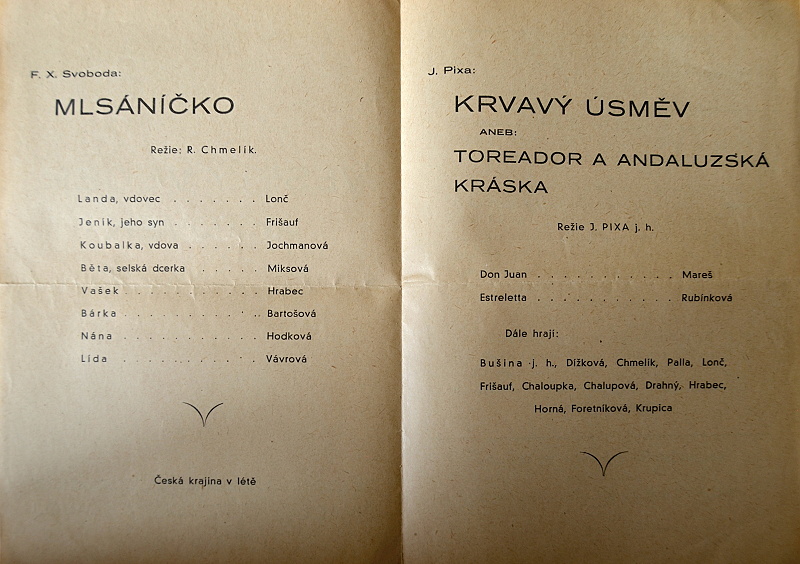 F. X. Svoboda:
MLSÁNÍČKO
Režie: R. Chmelík.
Landa, vdovec . . . . . . . Lonč
Jeník, jeho syn . . . . . . . Frišauf
Koubalka, vdova . . . . . . Jochmanová
Běta, selská dcerka . . . . . Miksová
Vašek . . . . . . . . . . . Hrabec
Bárka . . . . . . . . . . . Bartošová
Nána . . . . . . . . . . . Hodková
Lída . . . . . . . . . . . Vávrová
Česká krajina v létě
J. Pixa:
KRVAVÝ ÚSMĚV
ANEB:
TOREADOR A ANDALUZSKÁ
KRÁSKA
Režie J. PIXA j. h.
Don Juan . . . . . . . . . . . Mareš
Estreletta . . . . . . . . . . . Rubínková
Dále hrají:
Bušina j. h., Dížková, Chmelík, Palla, Lonč,
Frišauf, Chaloupka, Chalupová, Drahný, Hrabec,
Horná, Foretníková, Krupica